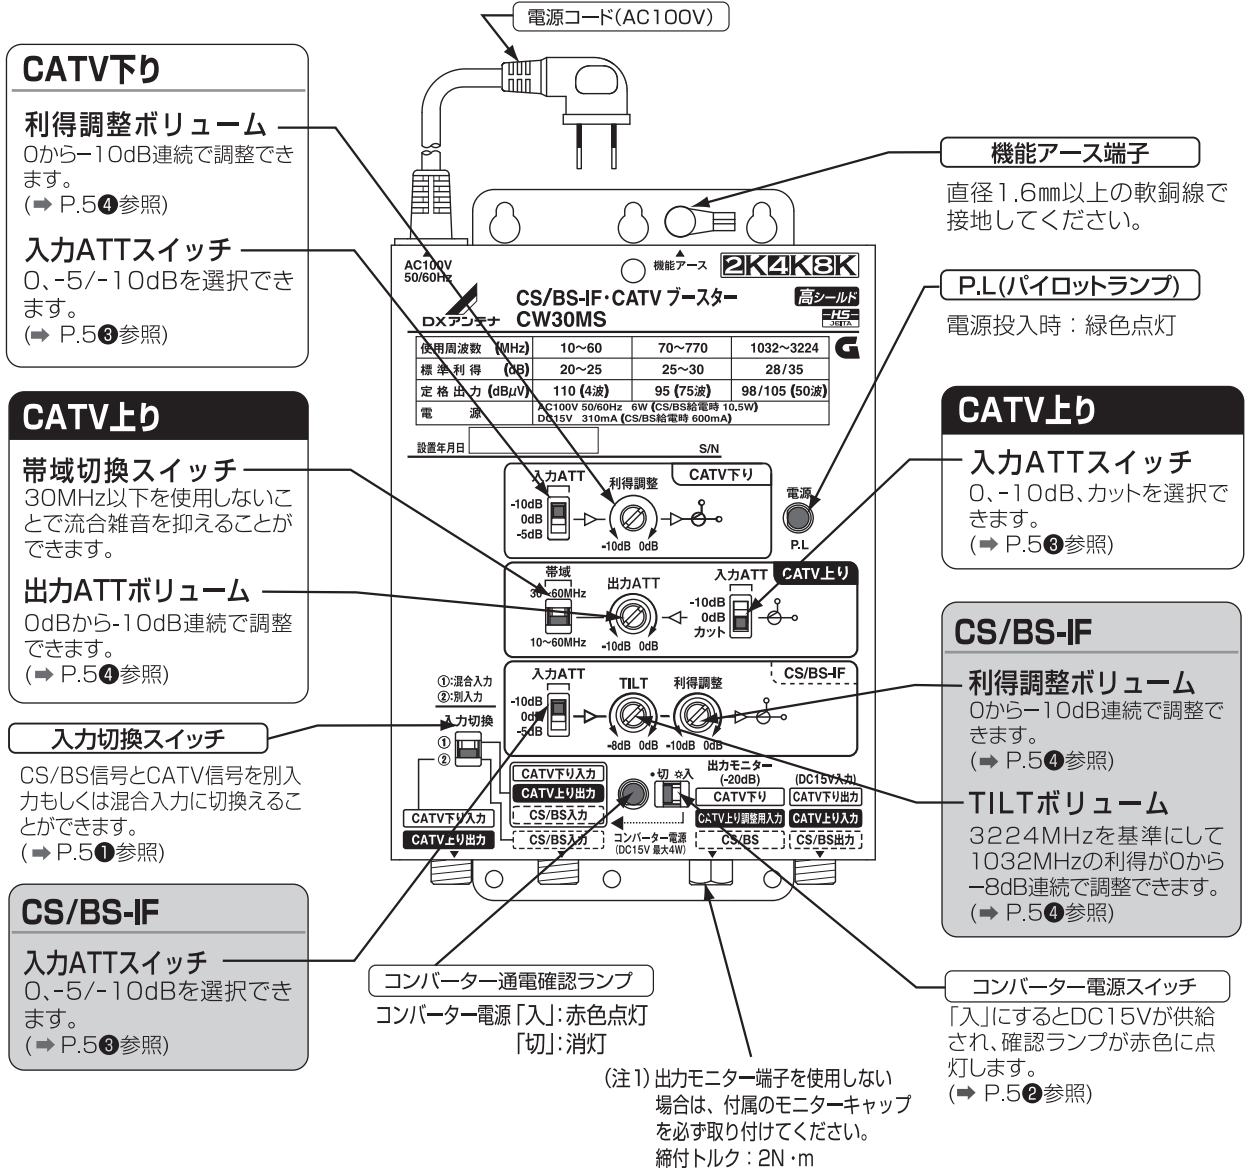 電源コード(AC100V)
CATV下り
利得調整ボリューム
0から−10dB連続で調整でき
ます。
(➡ P.5❹参照)
入力ATTスイッチ
0、-5/-10dBを選択でき
ます。
(➡ P.5❸参照)
CATV上り
帯域切換スイッチ
30MHz以下を使用しないこ
とで流合雑音を抑えることが
できます。
出力ATTボリューム
0dBから-10dB連続で調整
できます。
(➡ P.5❹参照)
入力切換スイッチ
CS/BS信号とCATV信号を別入
力もしくは混合入力に切換えるこ
とができます。
(➡ P.5❶参照)
CS/BS-IF
入力ATTスイッチ
0、-5/-10dBを選択でき
ます。
(➡ P.5❸参照)
AC100V
50/60Hz
機能アース
2K4K8K
DXアンテナ
CS/BS-IF・CATV ブースター
CW30MS
高シールド
HS
JEITA
使用周波数 (MHz) 10〜60 70〜770 1032〜3224
G
標準利得 (dB) 20〜25 25〜30 28/35
定格出力 (dBμV) 110 (4波) 95 (75波) 98/105 (50波)
電源 AC100V 50/60Hz 6W (CS/BS給電時 10.5W)
DC15V 310mA (CS/BS給電時 600mA)
設置年月日
S/N
入力ATT
利得調整
CATV下り
-10dB
0dB
-5dB
-10dB 0dB
電源
P.L
帯域
30〜60MHz
10〜60MHz
出力ATT
-10dB 0dB
入力ATT
CATV上り
-10dB
0dB
カット
①:混合入力
②:別入力
入力切換
①
②
入力ATT
TILT
利得調整
CS/BS-IF
-10dB
0dB
-5dB
-8dB 0dB
-10dB 0dB
CATV下り入力
CATV上り出力
CATV下り入力
CATV上り出力
CS/BS入力
CS/BS入力
•切 ☼入
コンバーター電源
(DC15V 最大4W)
出力モニター
(-20dB)
CATV下り
CATV上り調整用入力
CS/BS
(DC15V入力)
CATV下り出力
CATV上り入力
CS/BS出力
機能アース端子
直径1.6㎜以上の軟銅線で
接地してください。
P.L(パイロットランプ)
電源投入時：緑色点灯
CATV上り
入力ATTスイッチ
0、-10dB、カットを選択で
きます。
(➡ P.5❸参照)
CS/BS-IF
利得調整ボリューム
0から−10dB連続で調整で
きます。
(➡ P.5❹参照)
TILTボリューム
3224MHzを基準にして
1032MHzの利得が0から
−8dB連続で調整できます。
(➡ P.5❹参照)
コンバーター電源スイッチ
「入」にするとDC15Vが供給
され、確認ランプが赤色に点
灯します。
(➡ P.5❷参照)
コンバーター通電確認ランプ
コンバーター電源「入」：赤色点灯
「切」：消灯
(注1) 出力モニター端子を使用しない
場合は、付属のモニターキャップ
を必ず取り付けてください。
締付トルク：2N・m